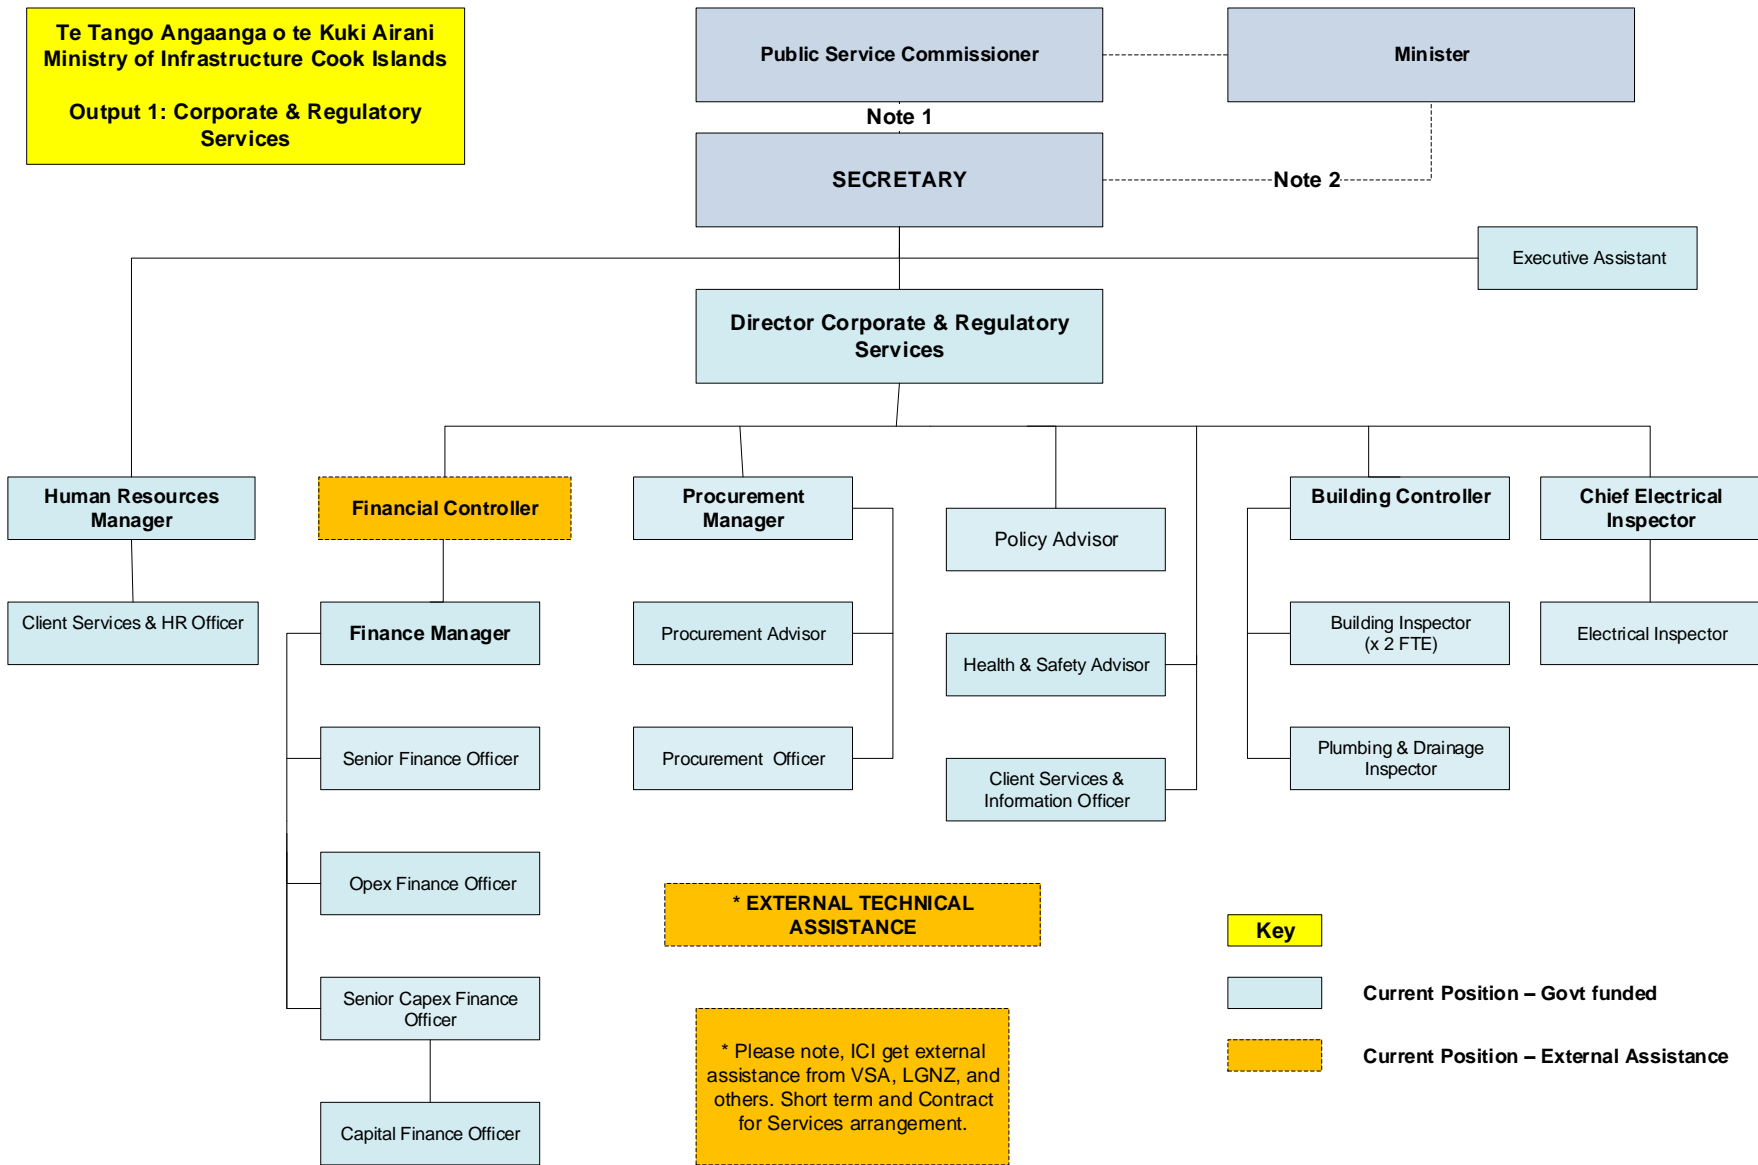 Te Tango Angaanga o te Kuki Airani
Ministry of Infrastructure Cook Islands
Output 1: Corporate & Regulatory
Services
Public Service Commissioner
Minister
Note 1
SECRETARY
Note 2
Executive Assistant
Director Corporate & Regulatory
Services
Human Resources
Manager
Financial Controller
Procurement
Manager
Policy Advisor
Building Controller
Chief Electrical
Inspector
Client Services & HR Officer
Finance Manager
Procurement Advisor
Health & Safety Advisor
Building Inspector
(x 2 FTE)
Electrical Inspector
Senior Finance Officer
Procurement  Officer
Client Services &
Information Officer
Plumbing & Drainage
Inspector
Opex Finance Officer
* EXTERNAL TECHNICAL
ASSISTANCE
Key
Senior Capex Finance
Officer
Current Position – Govt funded
* Please note, ICI get external
assistance from VSA, LGNZ, and
others. Short term and Contract
for Services arrangement.
Current Position – External Assistance
Capital Finance Officer